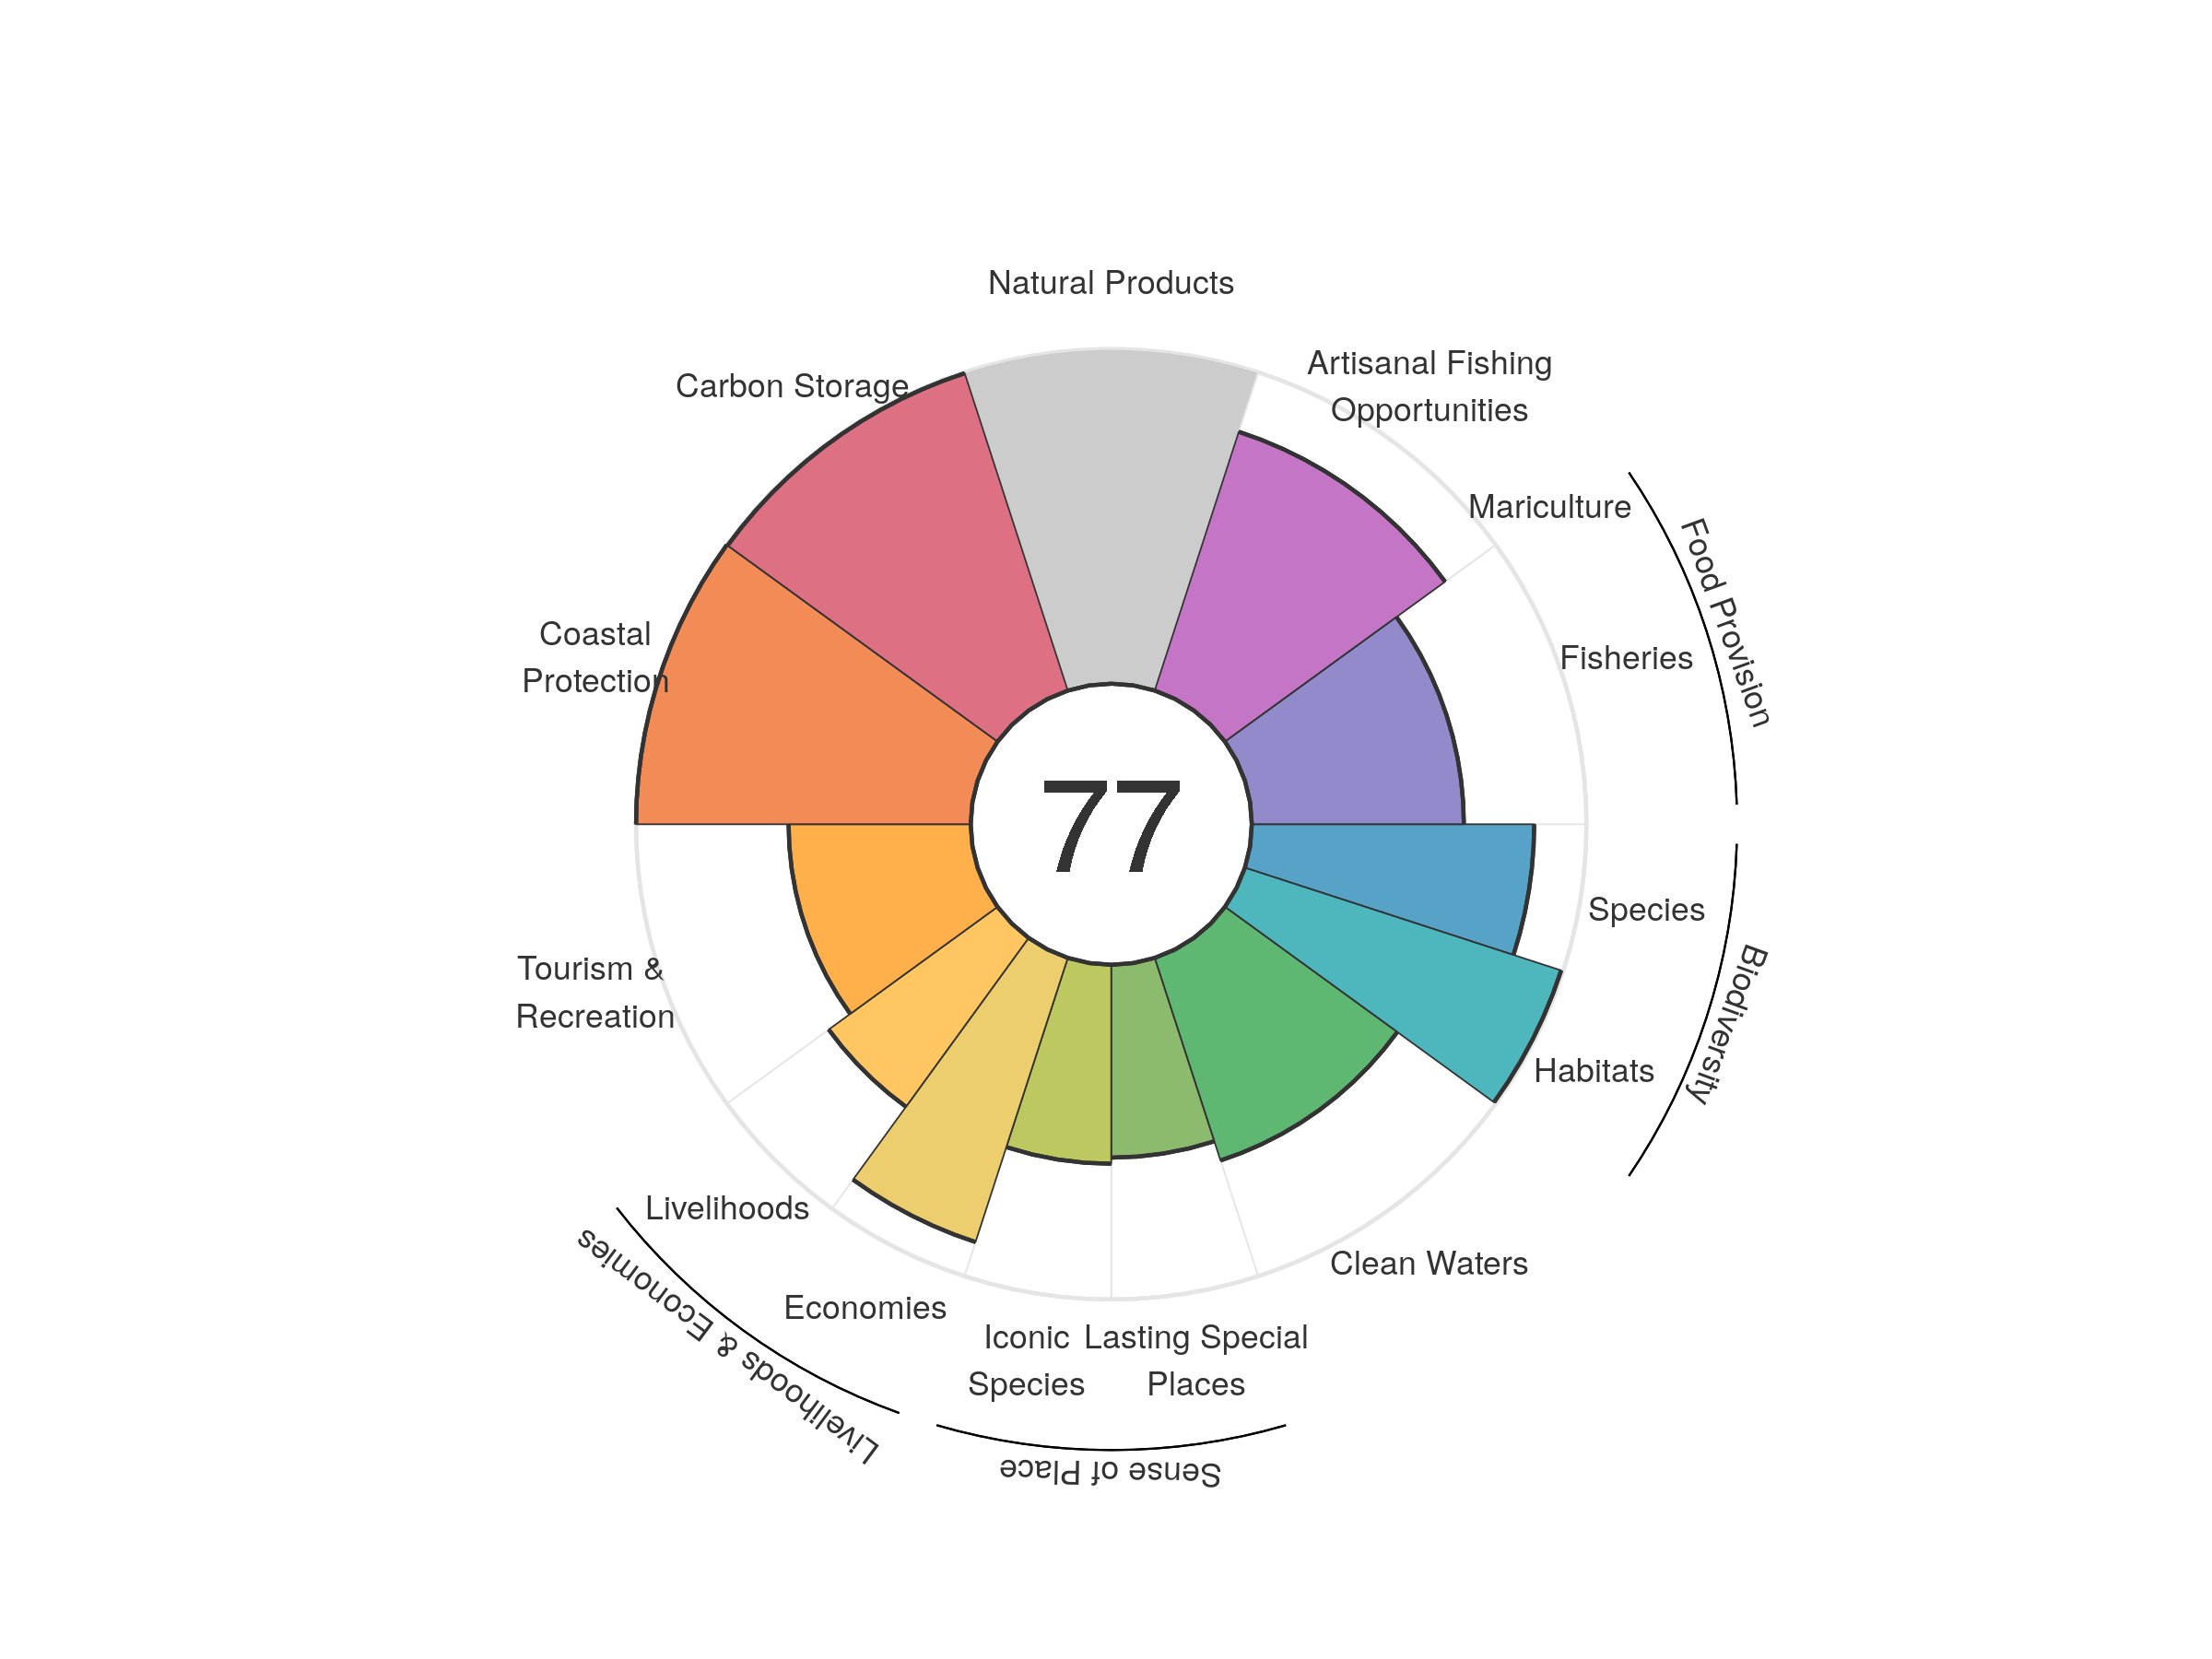 Natural Products
Artisanal Fishing
Opportunities
Carbon Storage
Mariculture
Food Provision
Coastal
Protection
Fisheries
77
Species
Biodiversity
Tourism &
Recreation
Habitats
Livelihoods
Clean Waters
Livelihoods & Economies
Economies
Iconic
Species
Lasting Special
Places
Sense of Place